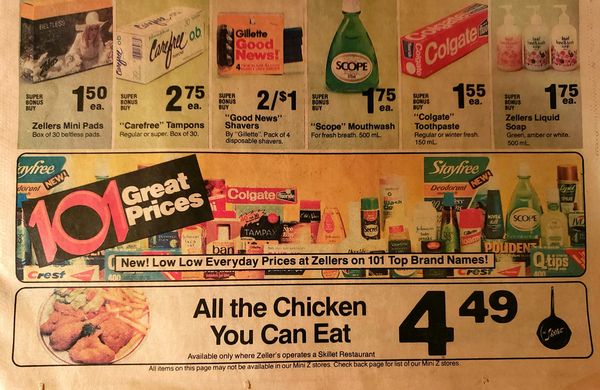 BELTLESS
Carefree o.b.
Carefree o.b.
Gillette
Good
News!
SCOPE
Colgate
SUPER
BONUS
BUY
1 50
ea.
Zellers Mini Pads
Box of 30 beltless pads.
SUPER
BONUS
BUY
2 75
ea.
"Carefree" Tampons
Regular or super. Box of 30.
SUPER
BONUS
BUY
2/$1
"Good News"
Shavers
By "Gillette". Pack of 4
disposable shavers.
SUPER
BONUS
BUY
1 75
ea.
"Scope" Mouthwash
For fresh breath. 500 mL.
SUPER
BONUS
BUY
1 55
ea.
"Colgate"
Toothpaste
Regular or winter fresh.
150 mL.
SUPER
BONUS
BUY
1 75
ea.
Zellers Liquid
Soap
Green, amber or white.
500 mL.
Stayfree
Deodorant
NEW!
101 Great
Prices
Colgate
TAMPAX
ban
Secret
Crest
Stayfree
Deodorant
NEW!
SCOPE
POLIDENT
Q-tips
400
Crest
New! Low Low Everyday Prices at Zellers on 101 Top Brand Names!
All the Chicken
You Can Eat
4 49
Available only where Zeller's operates a Skillet Restaurant
All items on this page may not be available in our Mini Z stores. Check back page for list of our Mini Z stores.